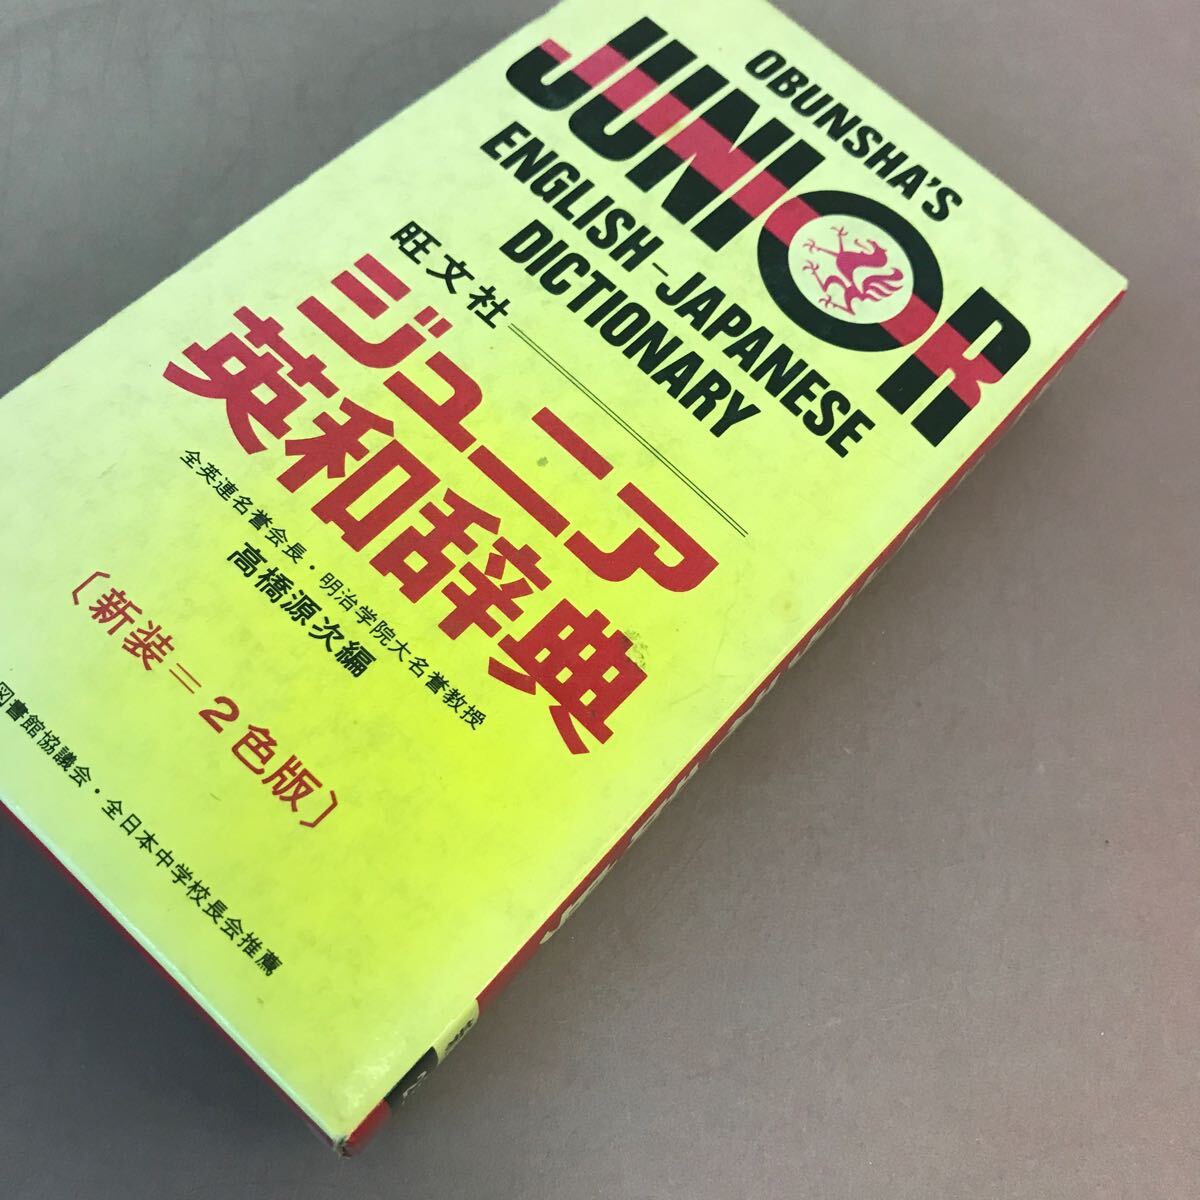 OBUNSHA'S
JUNIOR
ENGLISH-JAPANESE
DICTIONARY
旺文社
ジュニア
英和辞典
全英連名誉会長・明治学院大名誉教授
高橋源次編
〔新装=2色版〕
図書館協議会・全日本中学校長会推薦